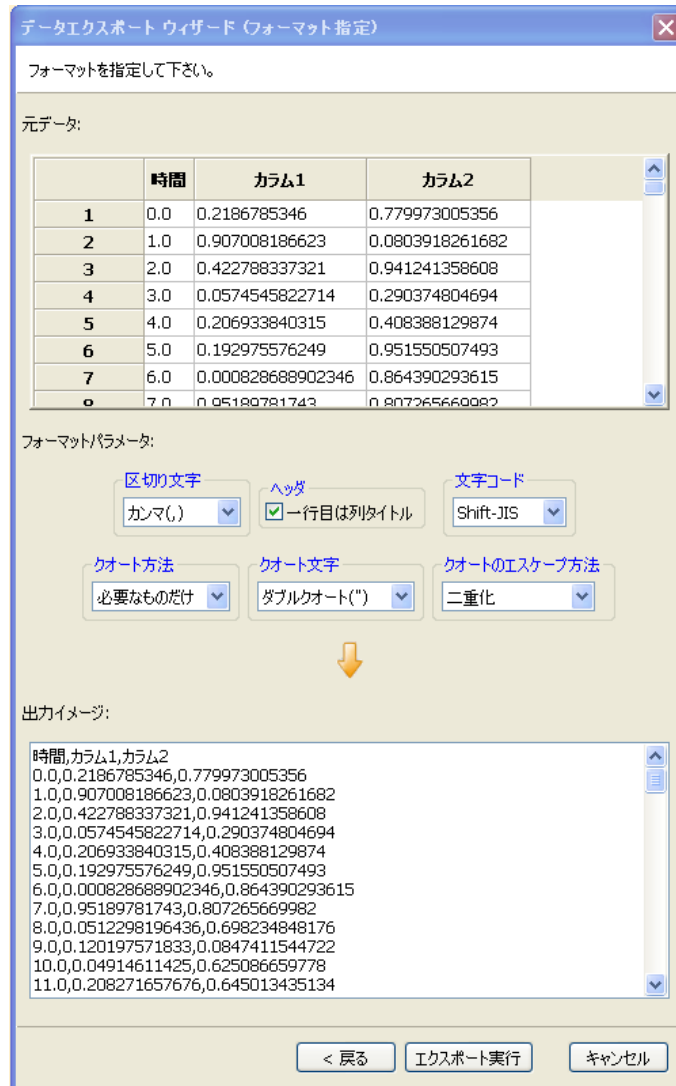 データエクスポート ウィザード (フォーマット指定)
フォーマットを指定して下さい。
元データ:
時間 カラム1 カラム2
1 0.0 0.2186785346 0.779973005356
2 1.0 0.907008186623 0.0803918261682
3 2.0 0.422788337321 0.941241358608
4 3.0 0.0574545822714 0.290374804694
5 4.0 0.206933840315 0.408388129874
6 5.0 0.192975576249 0.951550507493
7 6.0 0.000828688902346 0.864390293615
8 7.0 0.95189781743 0.807265669982
フォーマットパラメータ:
区切り文字 ヘッダ 文字コード
カンマ(,) 一行目は列タイトル Shift-JIS
クオート方法 クオート文字 クオートのエスケープ方法
必要なものだけ ダブルクオート(") 二重化
出力イメージ:
時間,カラム1,カラム2
0.0,0.2186785346,0.779973005356
1.0,0.907008186623,0.0803918261682
2.0,0.422788337321,0.941241358608
3.0,0.0574545822714,0.290374804694
4.0,0.206933840315,0.408388129874
5.0,0.192975576249,0.951550507493
6.0,0.000828688902346,0.864390293615
7.0,0.95189781743,0.807265669982
8.0,0.0512298196436,0.698234848176
9.0,0.120197571833,0.0847411544722
10.0,0.04914611425,0.625086659778
11.0,0.208271657676,0.645013435134
< 戻る エクスポート実行 キャンセル